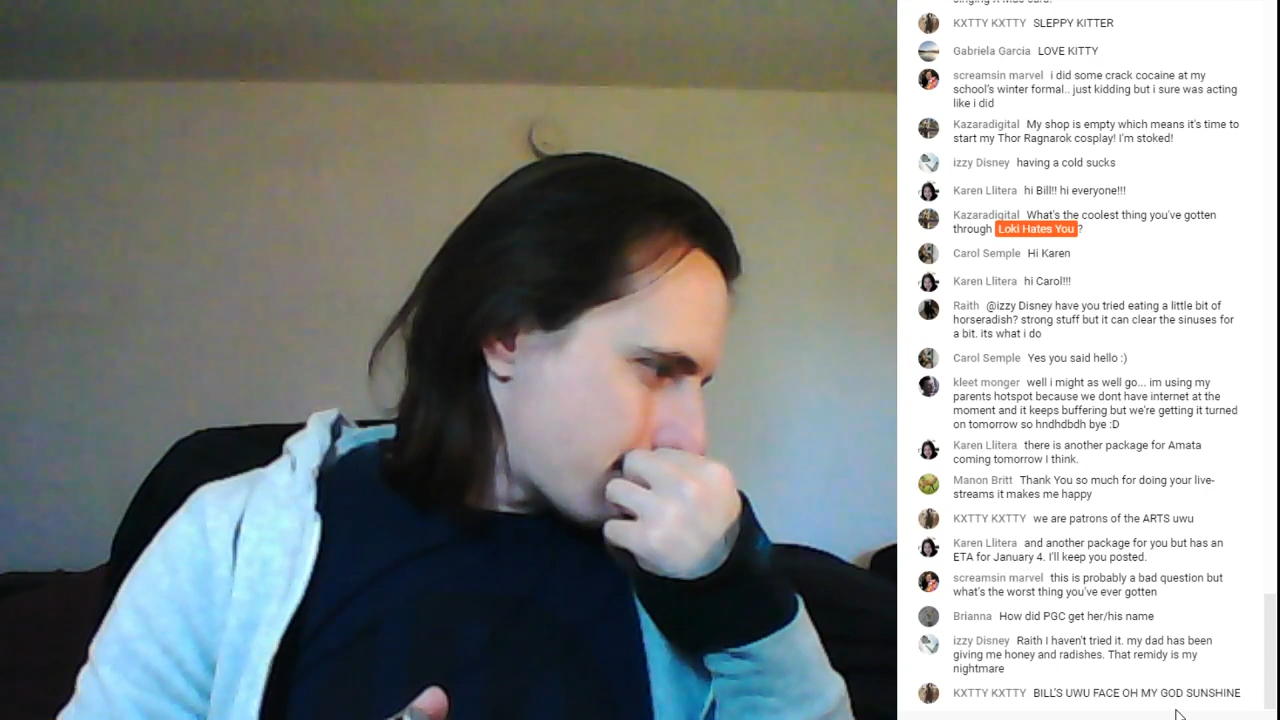 KXTTY KXTTY SLEPPY KITTER
Gabriela Garcia LOVE KITTY
screamsin marvel i did some crack cocaine at my
school's winter formal.. just kidding but i sure was acting
like i did
Kazaradigital My shop is empty which means it's time to
start my Thor Ragnarok cosplay! I'm stoked!
izzy Disney having a cold sucks
Karen Llitera hi Bill!! hi everyone!!!
Kazaradigital What's the coolest thing you've gotten
through Loki Hates You ?
Carol Semple Hi Karen
Karen Llitera hi Carol!!!
Raith @izzy Disney have you tried eating a little bit of
horseradish? strong stuff but it can clear the sinuses for
a bit. its what i do
Carol Semple Yes you said hello :)
kleet monger well i might as well go... im using my
parents hotspot because we dont have internet at the
moment and it keeps buffering but we're getting it turned
on tomorrow so hndhdbdh bye :D
Karen Llitera there is another package for Amata
coming tomorrow I think.
Manon Britt Thank You so much for doing your live-
streams it makes me happy
KXTTY KXTTY we are patrons of the ARTS uwu
Karen Llitera and another package for you but has an
ETA for January 4. I'll keep you posted.
screamsin marvel this is probably a bad question but
what's the worst thing you've ever gotten
Brianna How did PGC get her/his name
izzy Disney Raith I haven't tried it. my dad has been
giving me honey and radishes. That remidy is my
nightmare
KXTTY KXTTY BILL'S UWU FACE OH MY GOD SUNSHINE